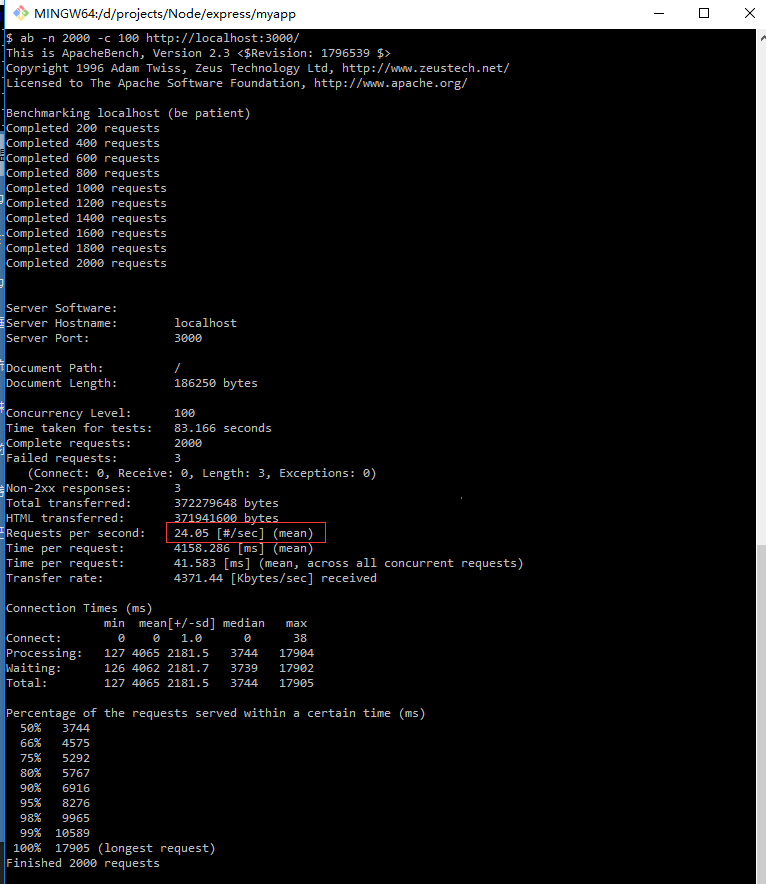 MINGW64:/d/projects/Node/express/myapp
$ ab -n 2000 -c 100 http://localhost:3000/
This is ApacheBench, Version 2.3 <$Revision: 1796539 $>
Copyright 1996 Adam Twiss, Zeus Technology Ltd, http://www.zeustech.net/
Licensed to The Apache Software Foundation, http://www.apache.org/

Benchmarking localhost (be patient)
Completed 200 requests
Completed 400 requests
Completed 600 requests
Completed 800 requests
Completed 1000 requests
Completed 1200 requests
Completed 1400 requests
Completed 1600 requests
Completed 1800 requests
Completed 2000 requests

Server Software:
Server Hostname:        localhost
Server Port:            3000

Document Path:          /
Document Length:        186250 bytes

Concurrency Level:      100
Time taken for tests:   83.166 seconds
Complete requests:      2000
Failed requests:        3
   (Connect: 0, Receive: 0, Length: 3, Exceptions: 0)
Non-2xx responses:      3
Total transferred:      372279648 bytes
HTML transferred:       371941600 bytes
Requests per second:    24.05 [#/sec] (mean)
Time per request:       4158.286 [ms] (mean)
Time per request:       41.583 [ms] (mean, across all concurrent requests)
Transfer rate:          4371.44 [Kbytes/sec] received

Connection Times (ms)
              min  mean[+/-sd] median   max
Connect:        0    0   1.0      0      38
Processing:   127 4065 2181.5   3744   17904
Waiting:      126 4062 2181.7   3739   17902
Total:        127 4065 2181.5   3744   17905

Percentage of the requests served within a certain time (ms)
  50%   3744
  66%   4575
  75%   5292
  80%   5767
  90%   6916
  95%   8276
  98%   9965
  99%  10589
 100%  17905 (longest request)
Finished 2000 requests